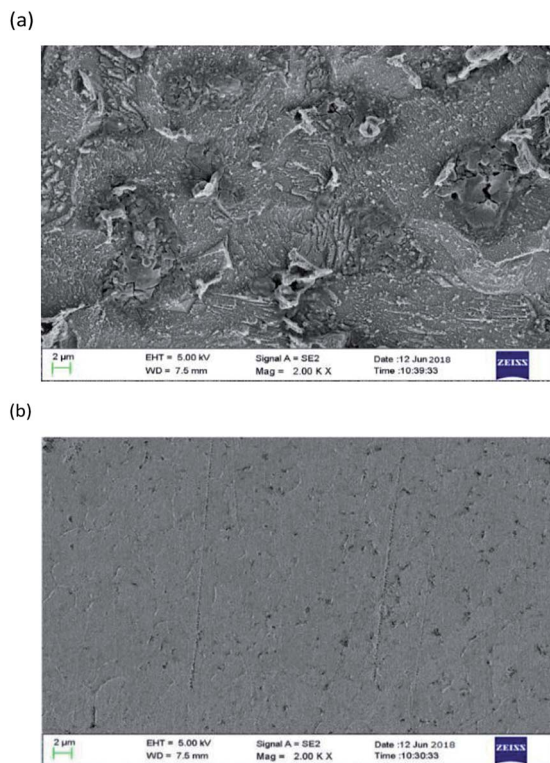 (a)
2 µm EHT = 5.00 kV Signal A = SE2 Date :12 Jun 2018 ZEISS
WD = 7.5 mm Mag = 2.00 K X Time :10:39:33
(b)
2 µm EHT = 5.00 kV Signal A = SE2 Date :12 Jun 2018 ZEISS
WD = 7.5 mm Mag = 2.00 K X Time :10:30:33